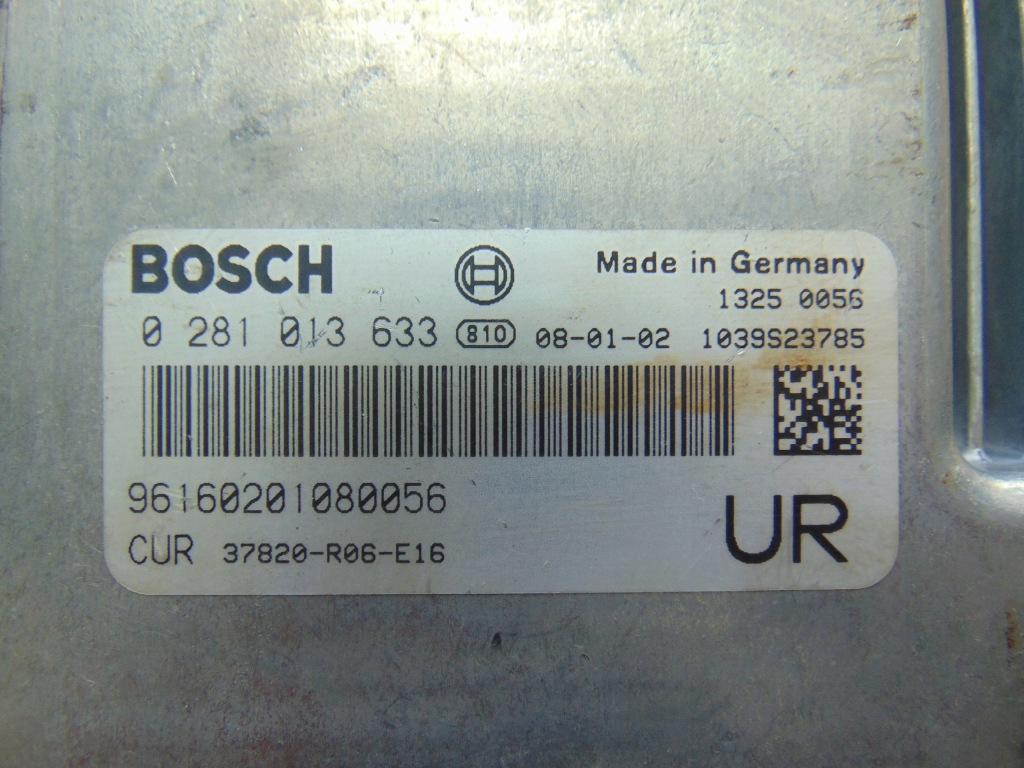 BOSCH Made in Germany
1325 0056
0 281 013 633 810 08-01-02 1039S23785
96160201080056
UR
CUR 37820-R06-E16